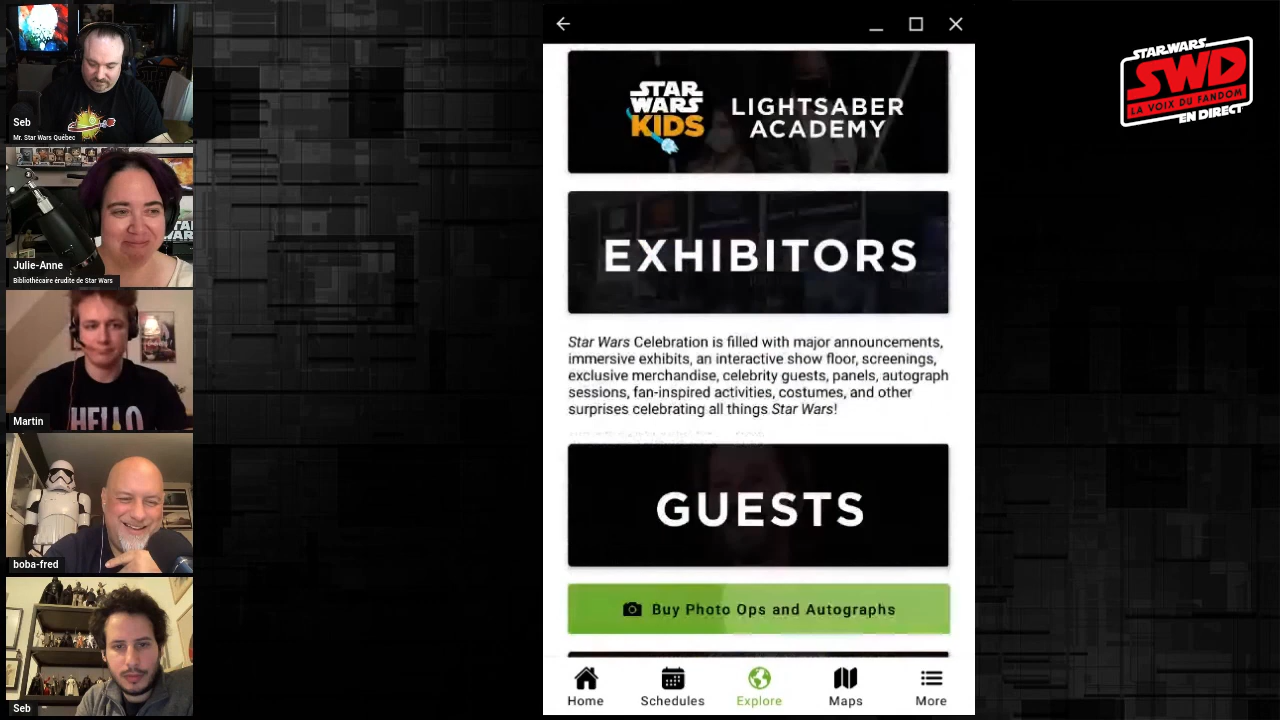 Seb
Mr. Star Wars Québec
Julie-Anne
Bibliothécaire érudite de Star Wars
HELLO
Martin
boba-fred
Seb
STAR
WARS
KIDS
LIGHTSABER
ACADEMY
EXHIBITORS
Star Wars Celebration is filled with major announcements,
immersive exhibits, an interactive show floor, screenings,
exclusive merchandise, celebrity guests, panels, autograph
sessions, fan-inspired activities, costumes, and other
surprises celebrating all things Star Wars!
GUESTS
Buy Photo Ops and Autographs
Home
Schedules
Explore
Maps
More
STAR WARS
SWD
LA VOIX DU FANDOM
EN DIRECT